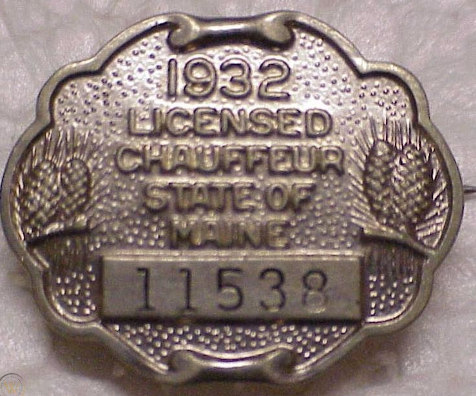 1932
LICENSED
CHAUFFEUR
STATE OF
MAINE
11538